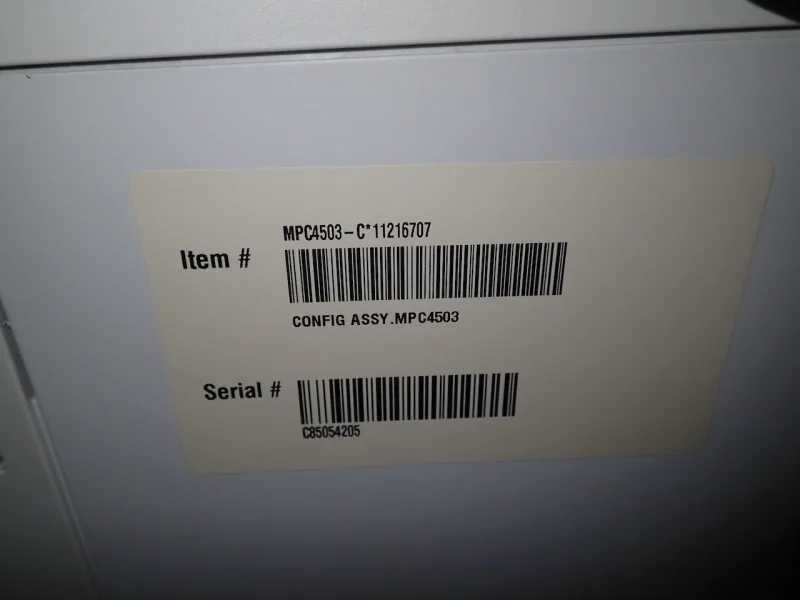 MPC4503-C*11216707
Item #
CONFIG ASSY.MPC4503
Serial #
C85054205